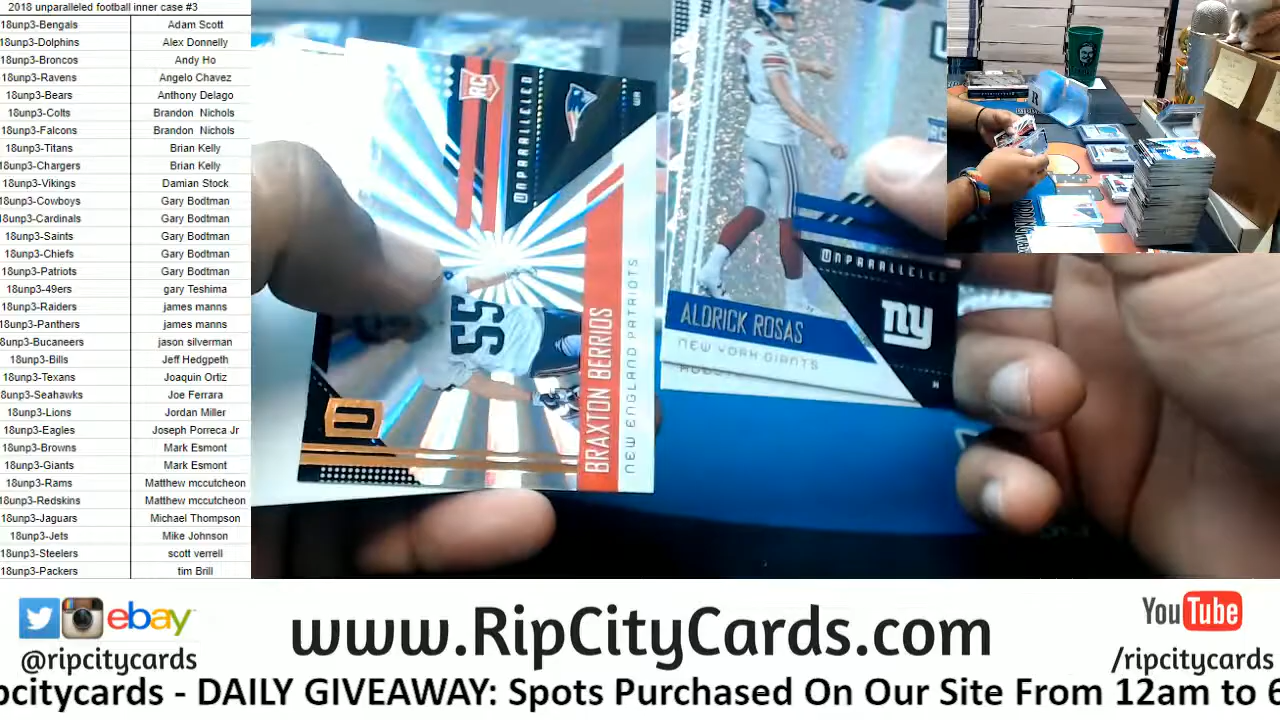 2018 unparalleled football inner case #3
18unp3-Bengals Adam Scott
18unp3-Dolphins Alex Donnelly
18unp3-Broncos Andy Ho
18unp3-Ravens Angelo Chavez
18unp3-Bears Anthony Delago
18unp3-Colts Brandon Nichols
18unp3-Falcons Brandon Nichols
18unp3-Titans Brian Kelly
18unp3-Chargers Brian Kelly
18unp3-Vikings Damian Stock
18unp3-Cowboys Gary Bodtman
18unp3-Cardinals Gary Bodtman
18unp3-Saints Gary Bodtman
18unp3-Chiefs Gary Bodtman
18unp3-Patriots Gary Bodtman
18unp3-49ers gary Teshima
18unp3-Raiders james manns
18unp3-Panthers james manns
18unp3-Bucaneers jason silverman
18unp3-Bills Jeff Hedgpeth
18unp3-Texans Joaquin Ortiz
18unp3-Seahawks Joe Ferrara
18unp3-Lions Jordan Miller
18unp3-Eagles Joseph Porreca Jr
18unp3-Browns Mark Esmont
18unp3-Giants Mark Esmont
18unp3-Rams Matthew mccutcheon
18unp3-Redskins Matthew mccutcheon
18unp3-Jaguars Michael Thompson
18unp3-Jets Mike Johnson
18unp3-Steelers scott verrell
18unp3-Packers tim Brill
RC
UNPARALLELED
WR
55
U
BRAXTON BERRIOS
NEW ENGLAND PATRIOTS
UNPARALLELED
ny
ALDRICK ROSAS
NEW YORK GIANTS
K
ebay
@ripcitycards
www.RipCityCards.com
YouTube
/ripcitycards
pcitycards - DAILY GIVEAWAY: Spots Purchased On Our Site From 12am to 6